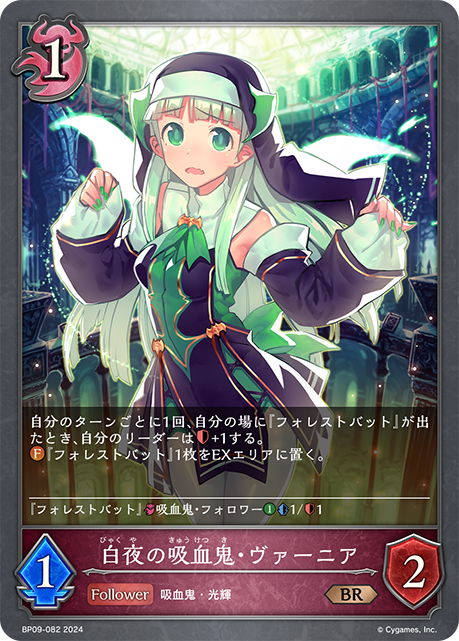 1
自分のターンごとに1回、自分の場に『フォレストバット』が出
たとき、自分のリーダーは+1する。
F『フォレストバット』1枚をEXエリアに置く。
『フォレストバット』吸血鬼・フォロワー1 1/1
びゃくや きゅうけつき
白夜の吸血鬼・ヴァーニア
1
Follower 吸血鬼・光輝
BR
2
BP09-082 2024
© Cygames, Inc.